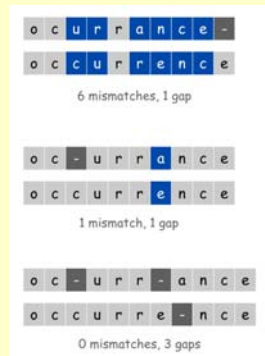 o c u r r a n c e -
o c c u r r e n c e
6 mismatches, 1 gap
o c - u r r a n c e
o c c u r r e n c e
1 mismatch, 1 gap
o c - u r r - a n c e
o c c u r r e - n c e
0 mismatches, 3 gaps